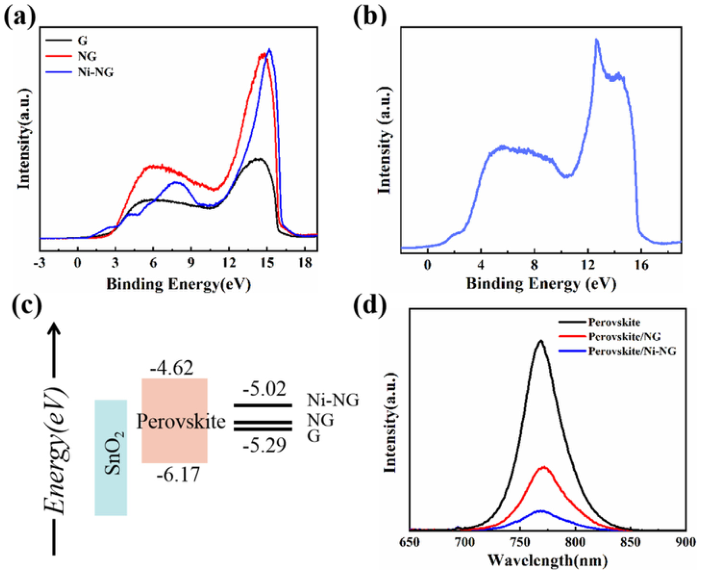 (a)
G
NG
Ni-NG
Intensity(a.u.)
-3 0 3 6 9 12 15 18
Binding Energy(eV)
(b)
Intensity (a.u.)
0 4 8 12 16
Binding Energy (eV)
(c)
Energy(eV)
SnO₂
-4.62
Perovskite
-6.17
-5.02
Ni-NG
NG
G
-5.29
(d)
Perovskite
Perovskite/NG
Perovskite/Ni-NG
Intensity(a.u.)
650 700 750 800 850 900
Wavelength(nm)